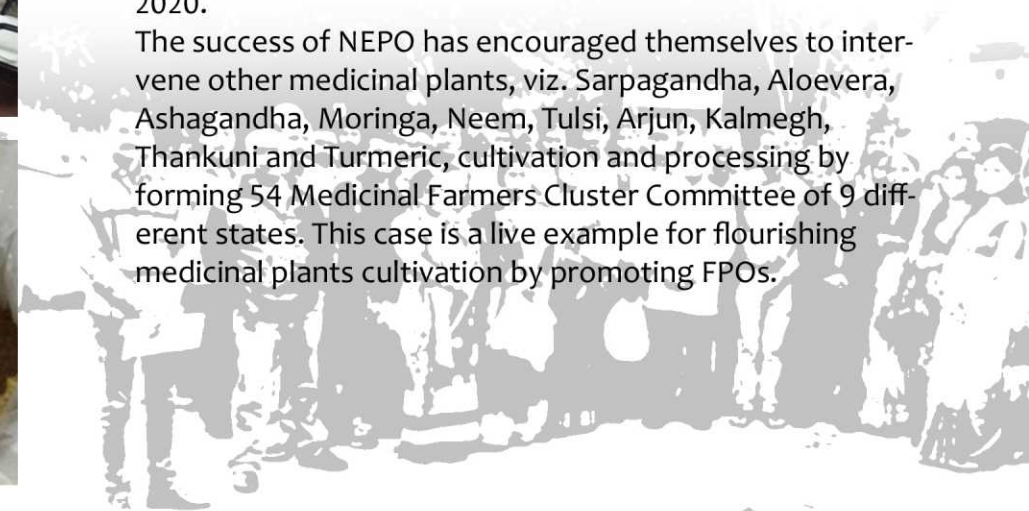 2020.
The success of NEPO has encouraged themselves to inter-
vene other medicinal plants, viz. Sarpagandha, Aloevera,
Ashagandha, Moringa, Neem, Tulsi, Arjun, Kalmegh,
Thankuni and Turmeric, cultivation and processing by
forming 54 Medicinal Farmers Cluster Committee of 9 diff-
erent states. This case is a live example for flourishing
medicinal plants cultivation by promoting FPOs.